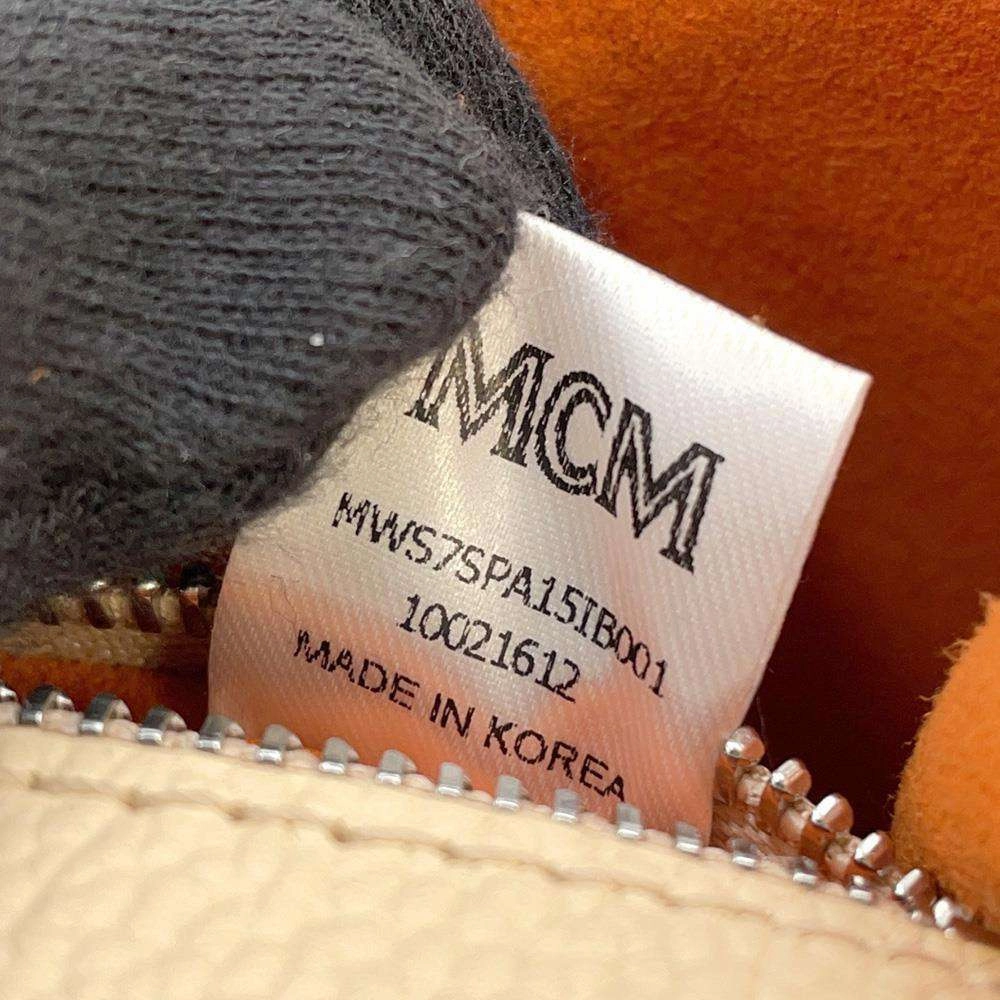 MCM
MWS7SPA15IB001
10021612
MADE IN KOREA